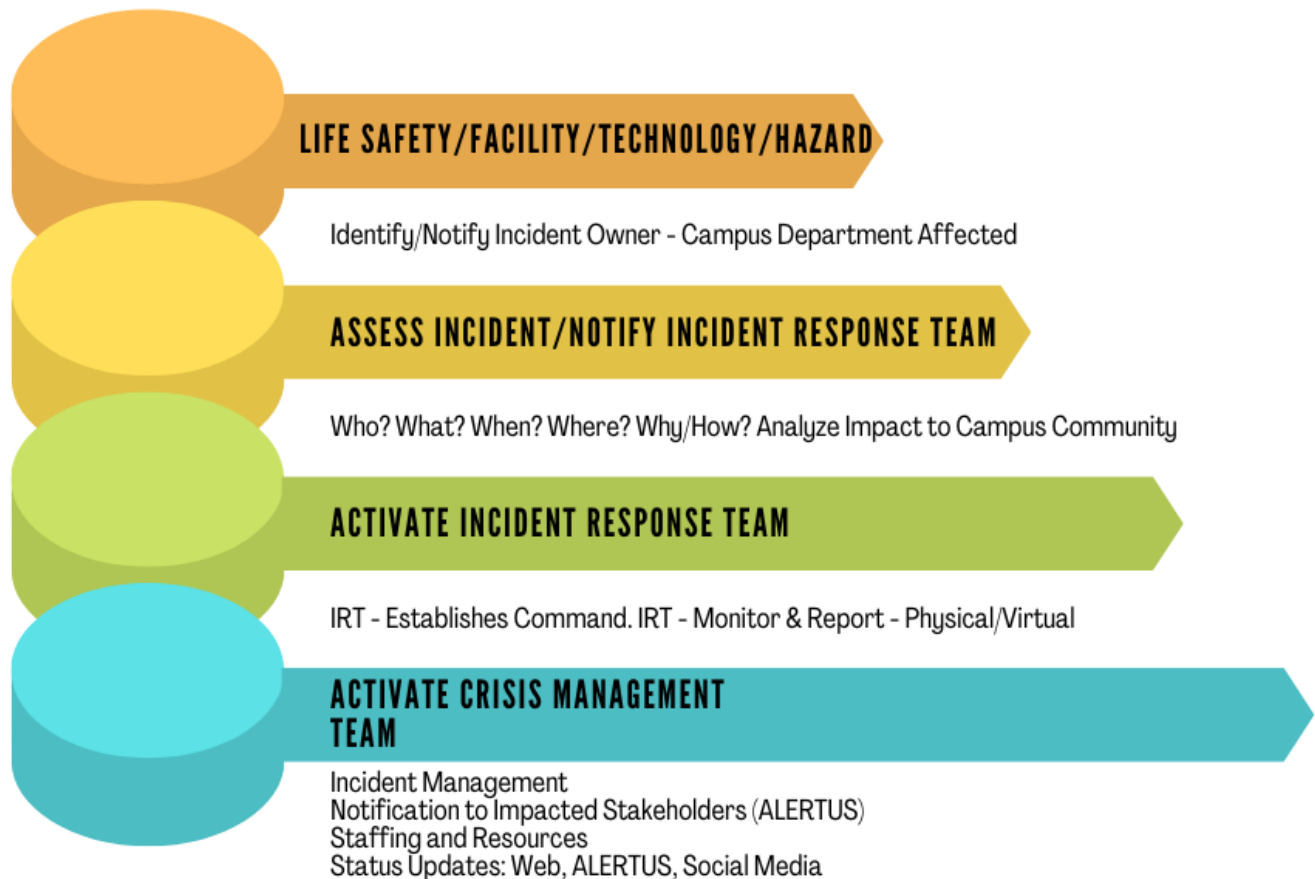 LIFE SAFETY/FACILITY/TECHNOLOGY/HAZARD
Identify/Notify Incident Owner - Campus Department Affected
ASSESS INCIDENT/NOTIFY INCIDENT RESPONSE TEAM
Who? What? When? Where? Why/How? Analyze Impact to Campus Community
ACTIVATE INCIDENT RESPONSE TEAM
IRT - Establishes Command. IRT - Monitor & Report - Physical/Virtual
ACTIVATE CRISIS MANAGEMENT
TEAM
Incident Management
Notification to Impacted Stakeholders (ALERTUS)
Staffing and Resources
Status Updates: Web, ALERTUS, Social Media